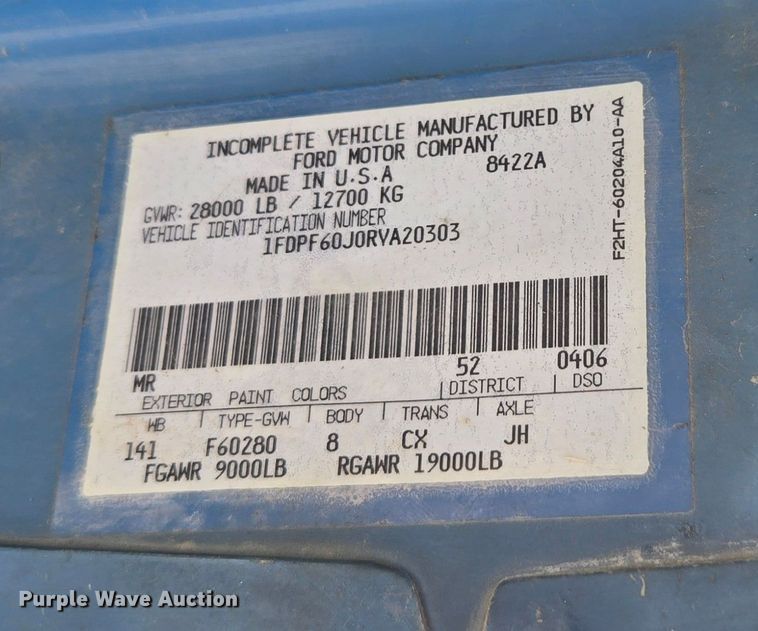 INCOMPLETE VEHICLE MANUFACTURED BY
FORD MOTOR COMPANY
MADE IN U.S.A 8422A
GVWR: 28000 LB / 12700 KG
VEHICLE IDENTIFICATION NUMBER
1FDPF60J0RVA20303
F2HT-60204A10-AA
MR 52 0406
EXTERIOR PAINT COLORS DISTRICT DSO
WB TYPE-GVW BODY TRANS AXLE
141 F60280 8 CX JH
FGAWR 9000LB RGAWR 19000LB
Purple Wave Auction